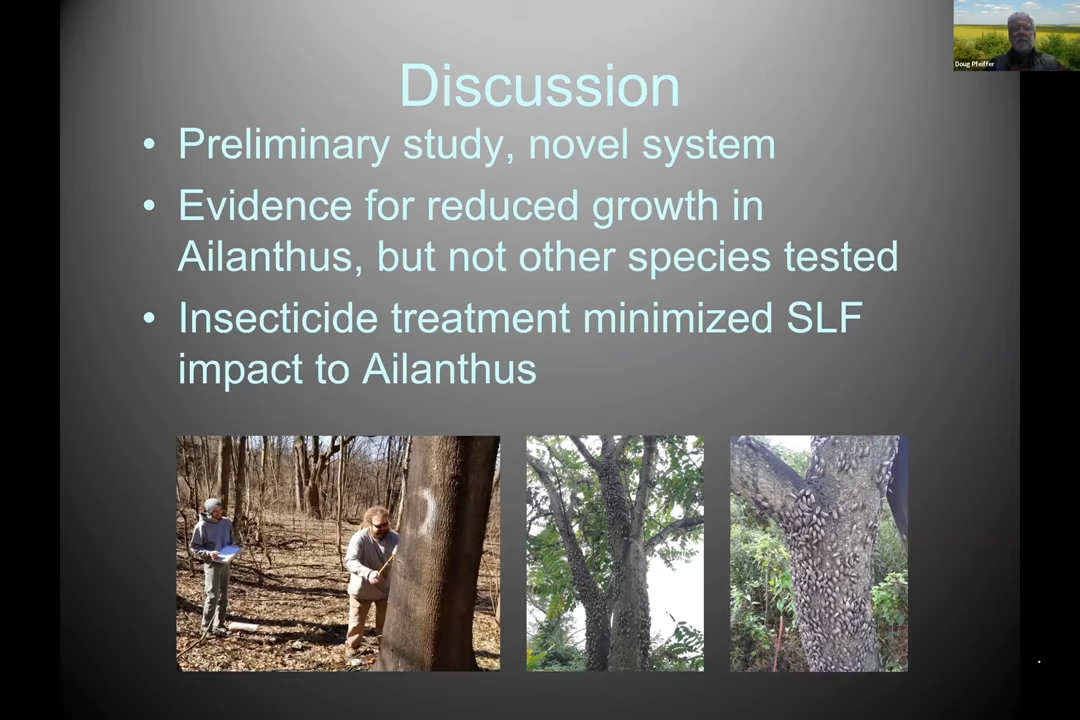 Doug Pfeiffer
Discussion
• Preliminary study, novel system
• Evidence for reduced growth in
Ailanthus, but not other species tested
• Insecticide treatment minimized SLF
impact to Ailanthus